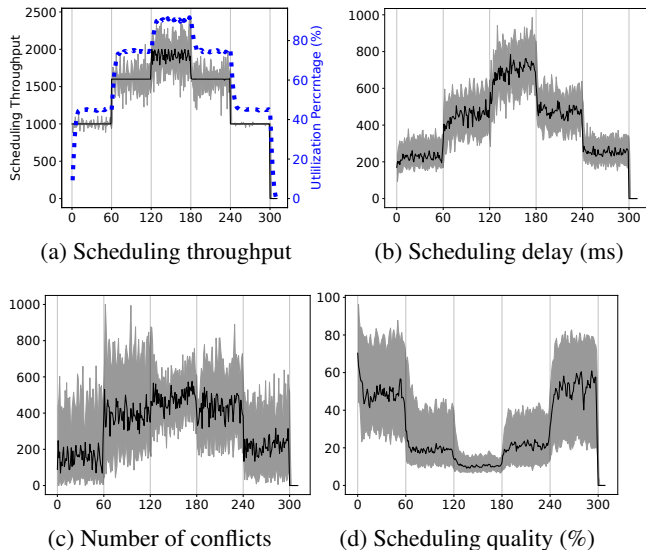 2500
2000
1500
1000
500
0
Scheduling Throughput
80
60
40
20
0
Utlilization Percrntage (%)
0 60 120 180 240 300
(a) Scheduling throughput
1000
800
600
400
200
0
0 60 120 180 240 300
(b) Scheduling delay (ms)
1000
800
600
400
200
0
0 60 120 180 240 300
(c) Number of conflicts
80
60
40
20
0
0 60 120 180 240 300
(d) Scheduling quality (%)